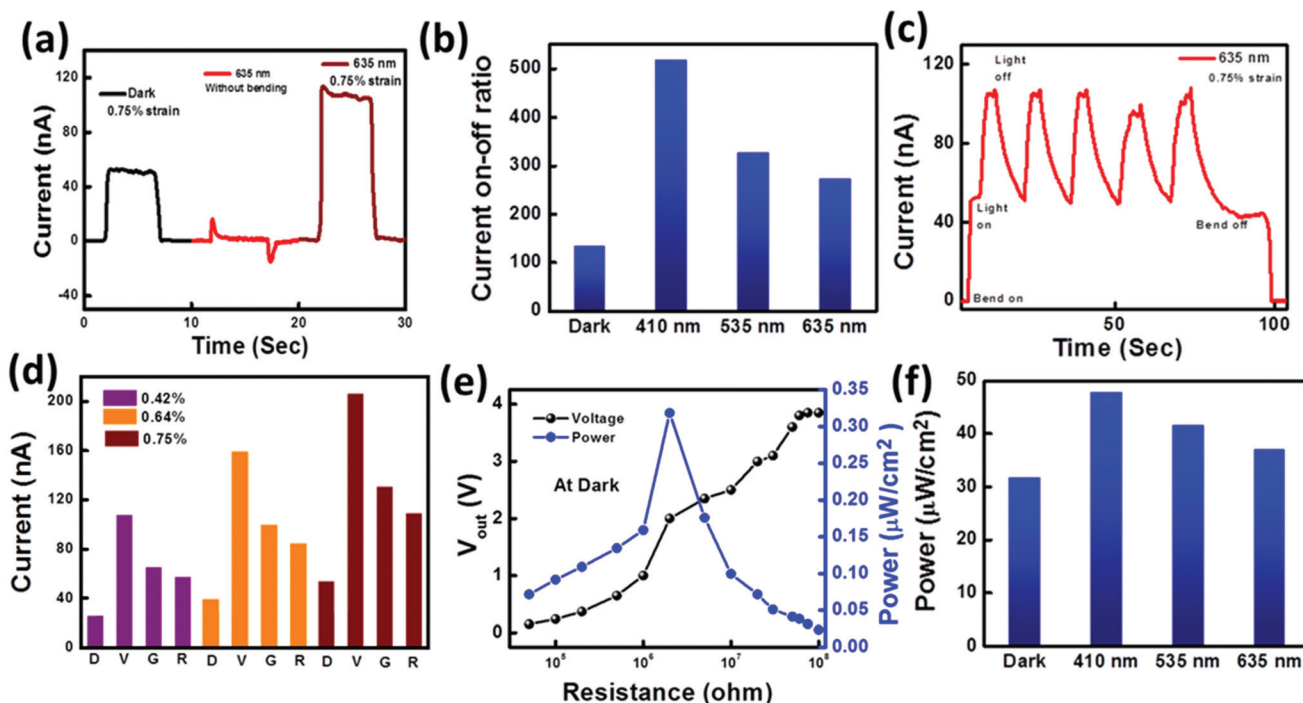 (a)
120
80
40
0
-40
Current (nA)
Dark
0.75% strain
635 nm
Without bending
635 nm
0.75% strain
0
10
20
30
Time (Sec)
(b)
500
400
300
200
100
0
Current on-off ratio
Dark
410 nm
535 nm
635 nm
(c)
120
80
40
0
Current (nA)
Light
off
635 nm
0.75% strain
Light
on
Bend on
Bend off
50
100
Time (Sec)
(d)
200
160
120
80
40
0
Current (nA)
0.42%
0.64%
0.75%
D V G R D V G R D V G R
(e)
4
3
2
1
0
Vout (V)
Voltage
Power
At Dark
10⁵ 10⁶ 10⁷ 10⁸
Resistance (ohm)
0.35
0.30
0.25
0.20
0.15
0.10
0.05
0.00
Power (µW/cm²)
(f)
50
40
30
20
10
0
Power (µW/cm2)
Dark
410 nm
535 nm
635 nm